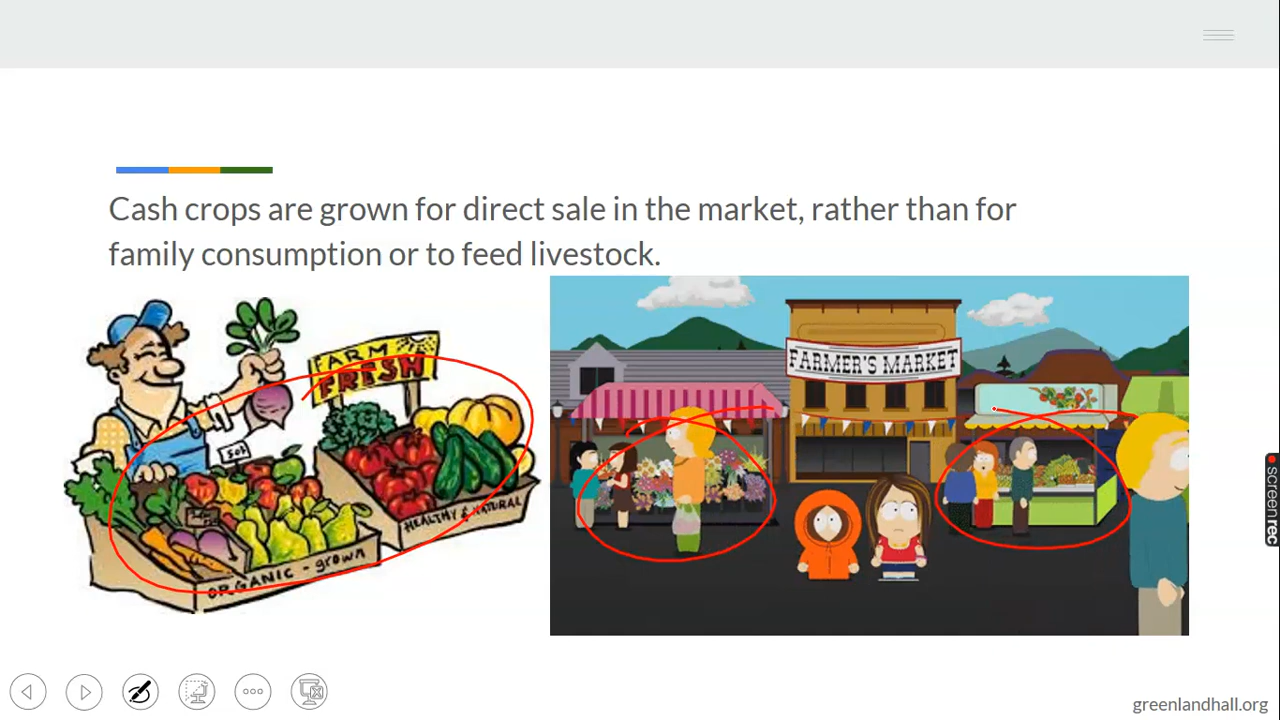 Cash crops are grown for direct sale in the market, rather than for
family consumption or to feed livestock.
FARM
FRESH
50¢
HEALTHY & NATURAL
ORGANIC - grown
FARMER'S MARKET
screenrec
greenlandhall.org